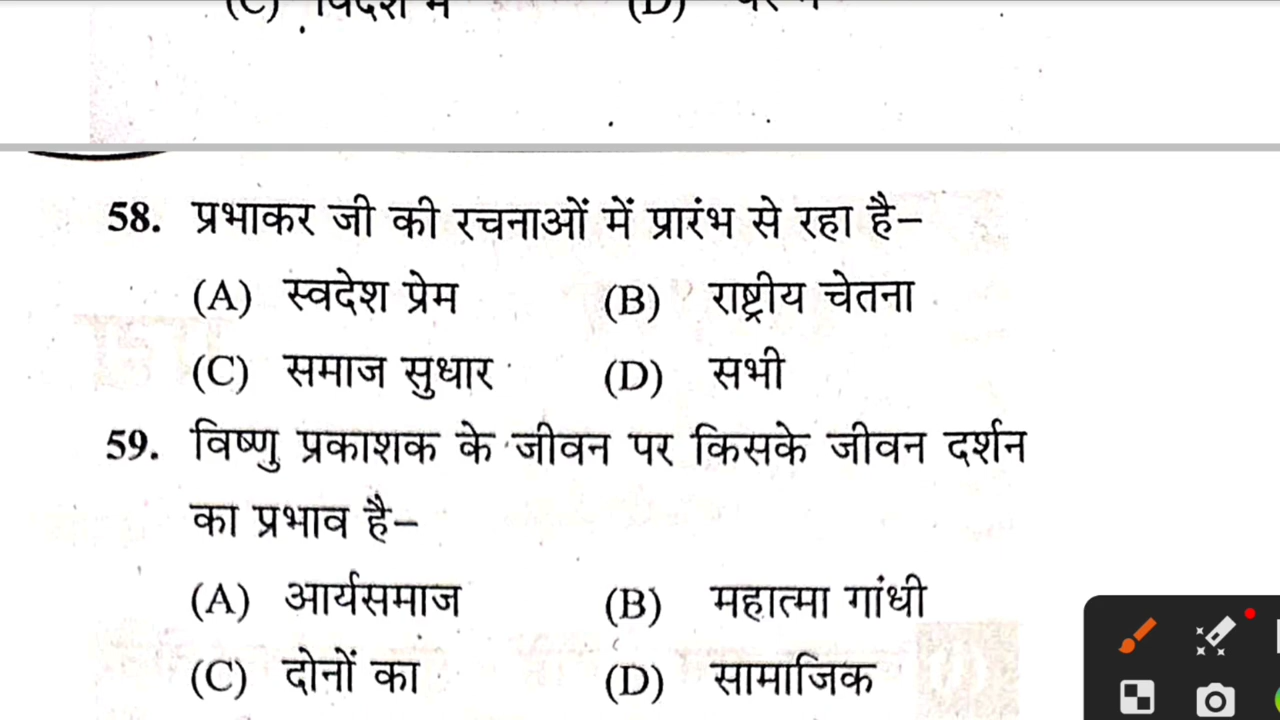 (C) विदेश में (D)
58. प्रभाकर जी की रचनाओं में प्रारंभ से रहा है–
(A) स्वदेश प्रेम (B) राष्ट्रीय चेतना
(C) समाज सुधार (D) सभी
59. विष्णु प्रकाशक के जीवन पर किसके जीवन दर्शन
का प्रभाव है–
(A) आर्यसमाज (B) महात्मा गांधी
(C) दोनों का (D) सामाजिक